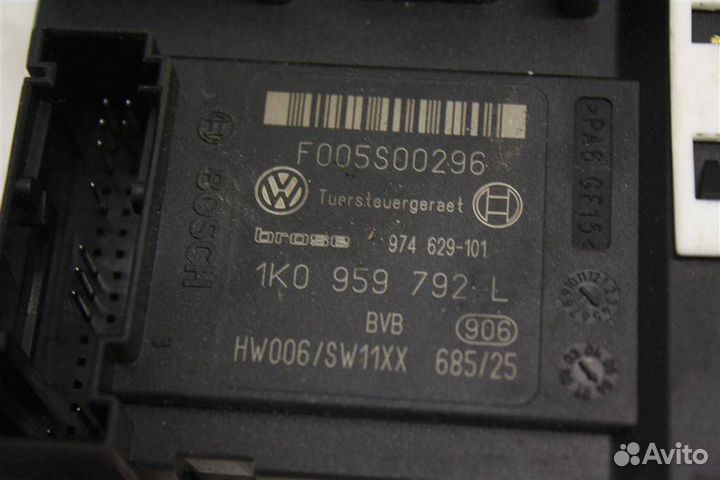 F005S00296
Tuersteuergeraet
brose 974 629-101
1K0 959 792 L
BVB 906
HW006/SW11XX 685/25
BOSCH
>PA6 GF15<
Avito